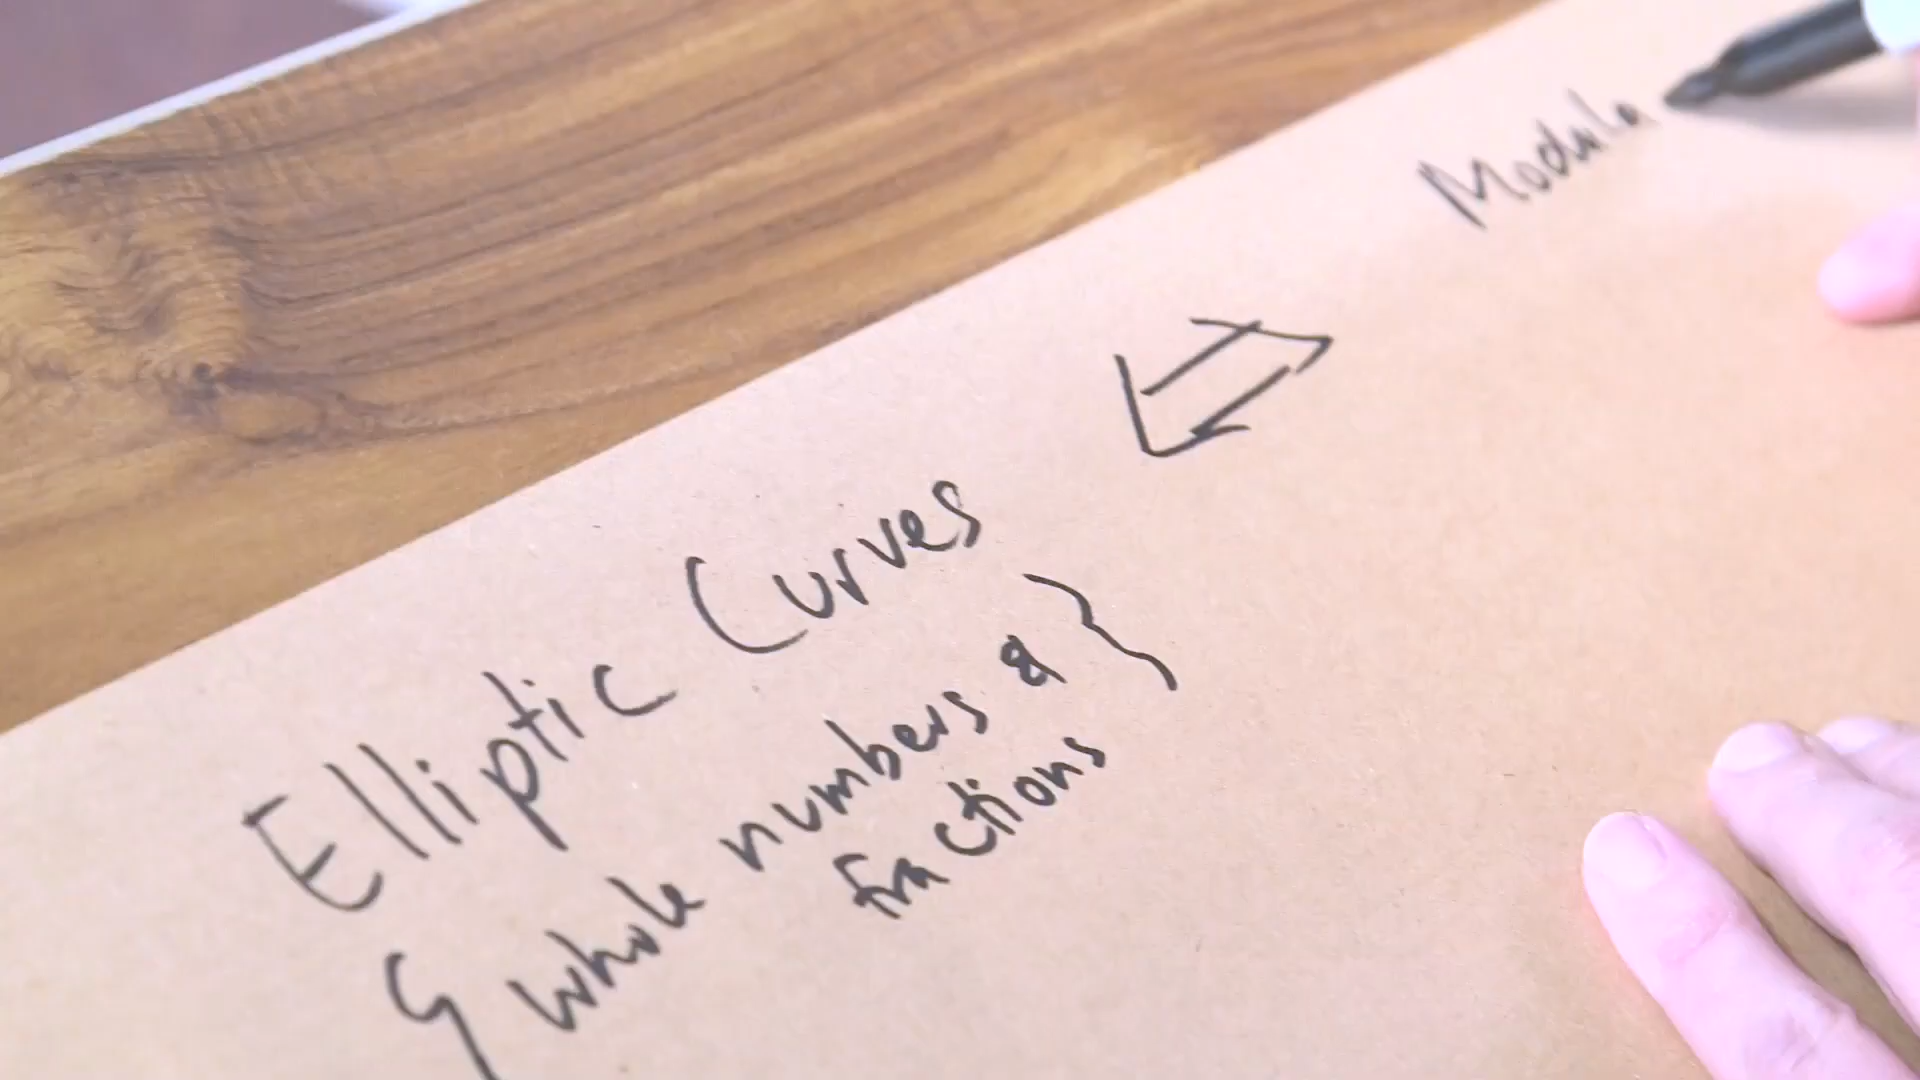 Elliptic Curves ⇔ Modula
{ whole numbers & }
fractions